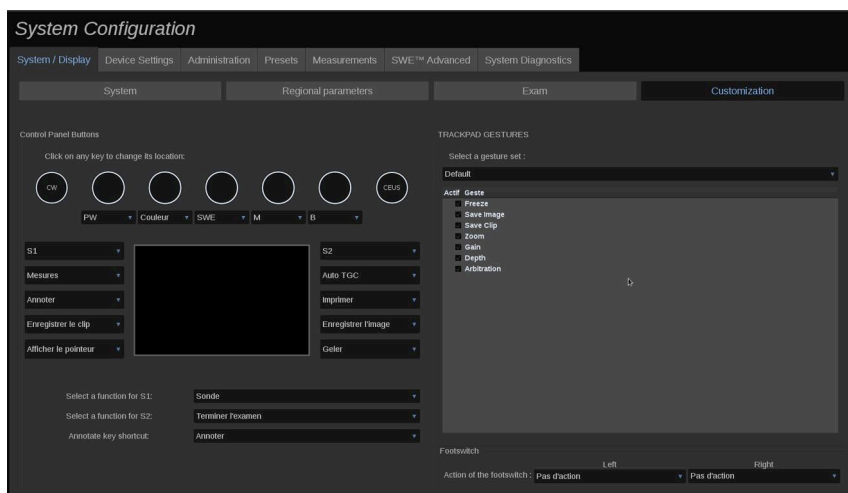 System Configuration
System / Display Device Settings Administration Presets Measurements SWE™ Advanced System Diagnostics
System Regional parameters Exam Customization
Control Panel Buttons
Click on any key to change its location:
CW CEUS
PW Couleur SWE M B
S1 S2
Mesures Auto TGC
Annoter Imprimer
Enregistrer le clip Enregistrer l'image
Afficher le pointeur Geler
Select a function for S1: Sonde
Select a function for S2: Terminer l'examen
Annotate key shortcut: Annoter
TRACKPAD GESTURES
Select a gesture set :
Default
Actif Geste
Freeze
Save Image
Save Clip
Zoom
Gain
Depth
Arbitration
Footswitch
Left Right
Action of the footswitch : Pas d'action Pas d'action